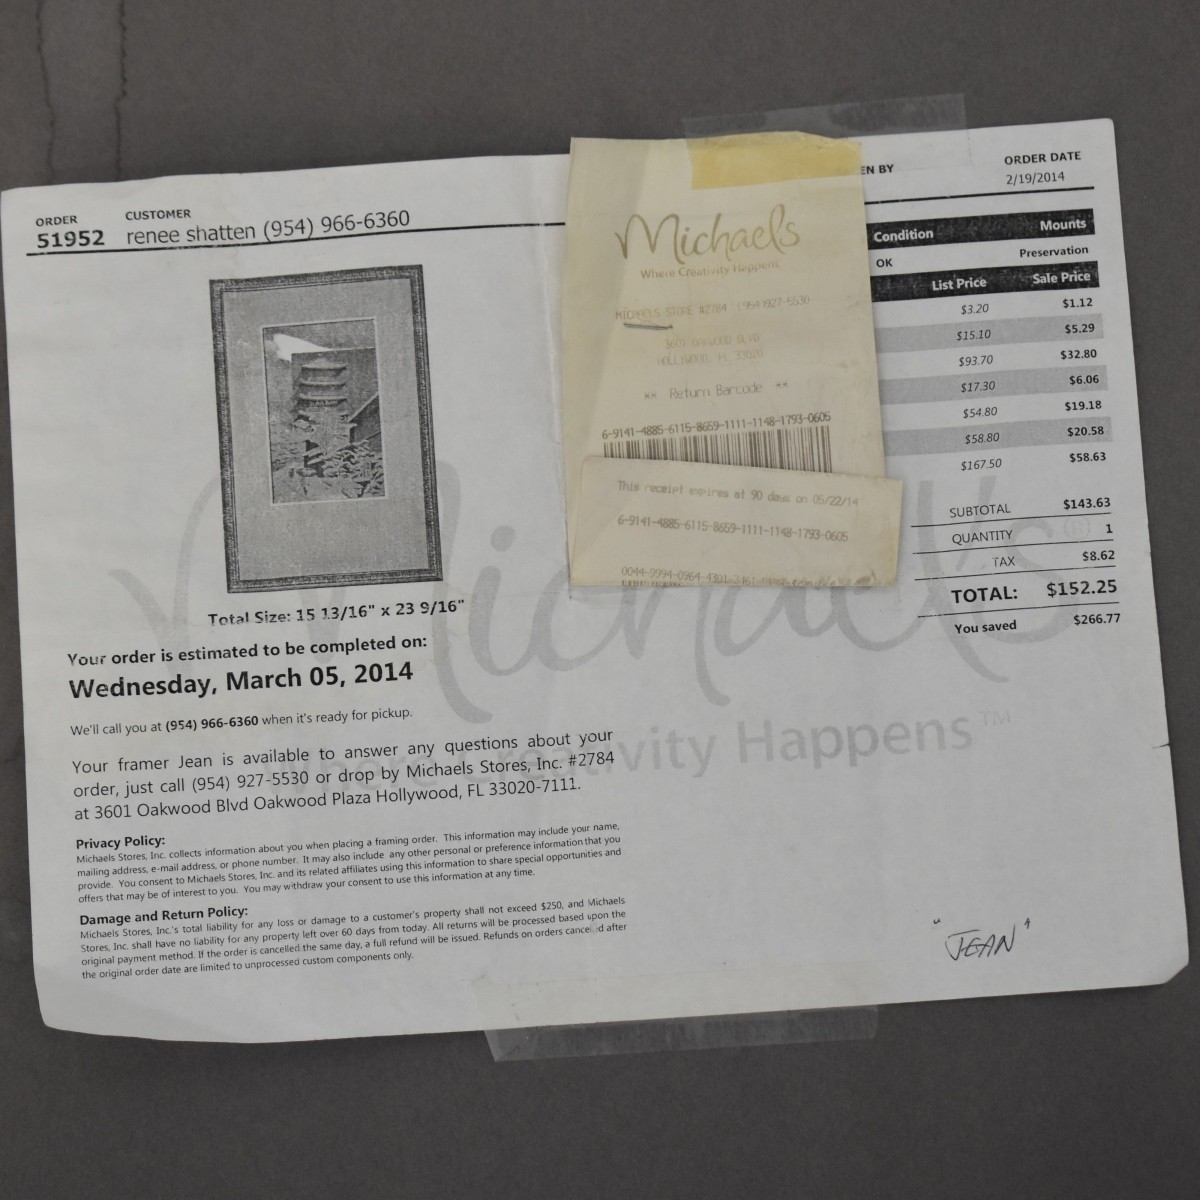 ORDER CUSTOMER
51952 renee shatten (954) 966-6360
EN BY ORDER DATE
2/19/2014
Condition Mounts
OK Preservation
List Price Sale Price
$3.20 $1.12
$15.10 $5.29
$93.70 $32.80
$17.30 $6.06
$54.80 $19.18
$58.80 $20.58
$167.50 $58.63
SUBTOTAL $143.63
QUANTITY 1
TAX $8.62
TOTAL: $152.25
You saved $266.77
Michaels
Where Creativity Happens
MICHAELS STORE #2784 (954)927-5530
3601 OAKWOOD BLVD
HOLLYWOOD, FL 33020
** Return Barcode **
6-9141-4885-6115-8659-1111-1148-1793-0605
This receipt expires at 90 days on 05/22/14
6-9141-4885-6115-8659-1111-1148-1793-0605
Total Size: 15 13/16" x 23 9/16"
Your order is estimated to be completed on:
Wednesday, March 05, 2014
We'll call you at (954) 966-6360 when it's ready for pickup.
Your framer Jean is available to answer any questions about your
order, just call (954) 927-5530 or drop by Michaels Stores, Inc. #2784
at 3601 Oakwood Blvd Oakwood Plaza Hollywood, FL 33020-7111.
Privacy Policy:
Michaels Stores, Inc. collects information about you when placing a framing order. This information may include your name,
mailing address, e-mail address, or phone number. It may also include any other personal or preference information that you
provide. You consent to Michaels Stores, Inc. and its related affiliates using this information to share special opportunities and
offers that may be of interest to you. You may withdraw your consent to use this information at any time.
Damage and Return Policy:
Michaels Stores, Inc.'s total liability for any loss or damage to a customer's property shall not exceed $250, and Michaels
Stores, Inc. shall have no liability for any property left over 60 days from today. All returns will be processed based upon the
original payment method. If the order is cancelled the same day, a full refund will be issued. Refunds on orders cancelled after
the original order date are limited to unprocessed custom components only.
Michaels (R)
Where Creativity Happens™
"JEAN"